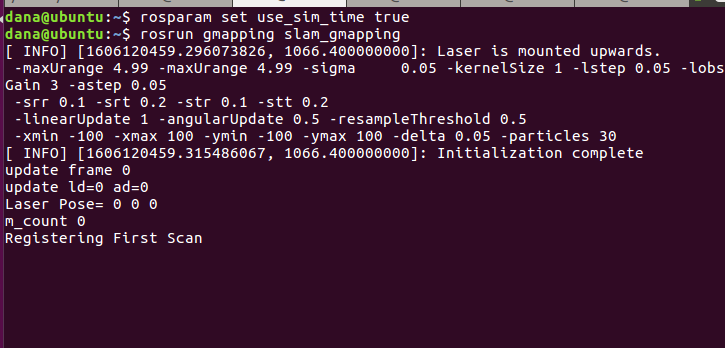 dana@ubuntu:~$ rosparam set use_sim_time true
dana@ubuntu:~$ rosrun gmapping slam_gmapping
[ INFO] [1606120459.296073826, 1066.400000000]: Laser is mounted upwards.
 -maxUrange 4.99 -maxUrange 4.99 -sigma     0.05 -kernelSize 1 -lstep 0.05 -lobs
Gain 3 -astep 0.05
 -srr 0.1 -srt 0.2 -str 0.1 -stt 0.2
 -linearUpdate 1 -angularUpdate 0.5 -resampleThreshold 0.5
 -xmin -100 -xmax 100 -ymin -100 -ymax 100 -delta 0.05 -particles 30
[ INFO] [1606120459.315486067, 1066.400000000]: Initialization complete
update frame 0
update ld=0 ad=0
Laser Pose= 0 0 0
m_count 0
Registering First Scan